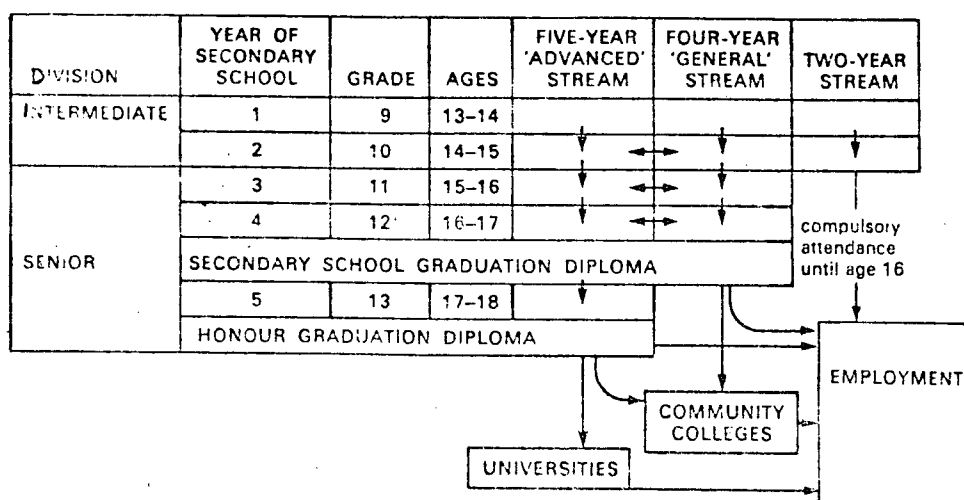 DIVISION
YEAR OF
SECONDARY
SCHOOL
GRADE
AGES
FIVE-YEAR
'ADVANCED'
STREAM
FOUR-YEAR
'GENERAL'
STREAM
TWO-YEAR
STREAM
INTERMEDIATE 1 9 13–14
2 10 14–15
3 11 15–16
4 12 16–17
SENIOR
SECONDARY SCHOOL GRADUATION DIPLOMA
compulsory
attendance
until age 16
5 13 17–18
HONOUR GRADUATION DIPLOMA
EMPLOYMENT
COMMUNITY
COLLEGES
UNIVERSITIES